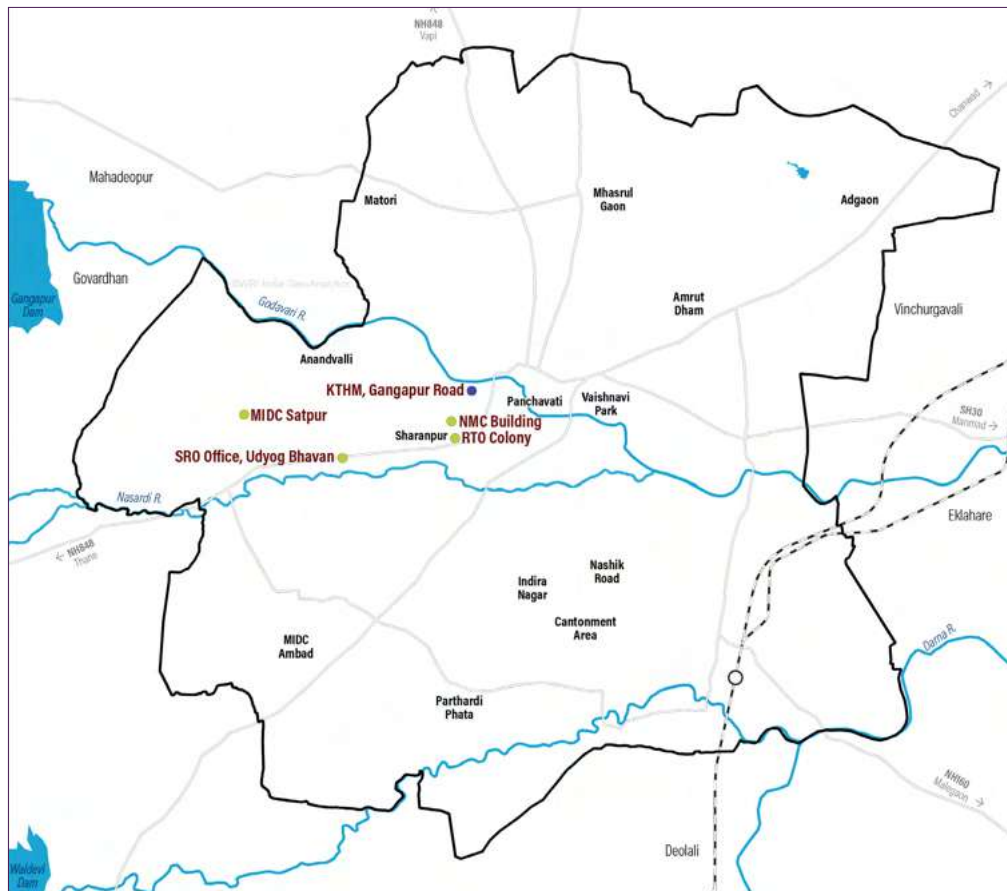 NH848
Vapi
Chanwad
Mahadeopur
Matori
Mhasrul
Gaon
Adgaon
Govardhan
Gangapur
Dam
Godavari R.
Amrut
Dham
Vinchurgavali
Anandvalli
KTHM, Gangapur Road
Panchavati
Vaishnavi
Park
MIDC Satpur
NMC Building
Sharanpur
RTO Colony
SH30
Manmad
SRO Office, Udyog Bhavan
Nasardi R.
NH848
Thane
Eklahare
Nashik
Road
Indira
Nagar
Cantonment
Area
MIDC
Ambad
Darna R.
Parthardi
Phata
NH160
Malegaon
Deolali
Waldevi
Dam